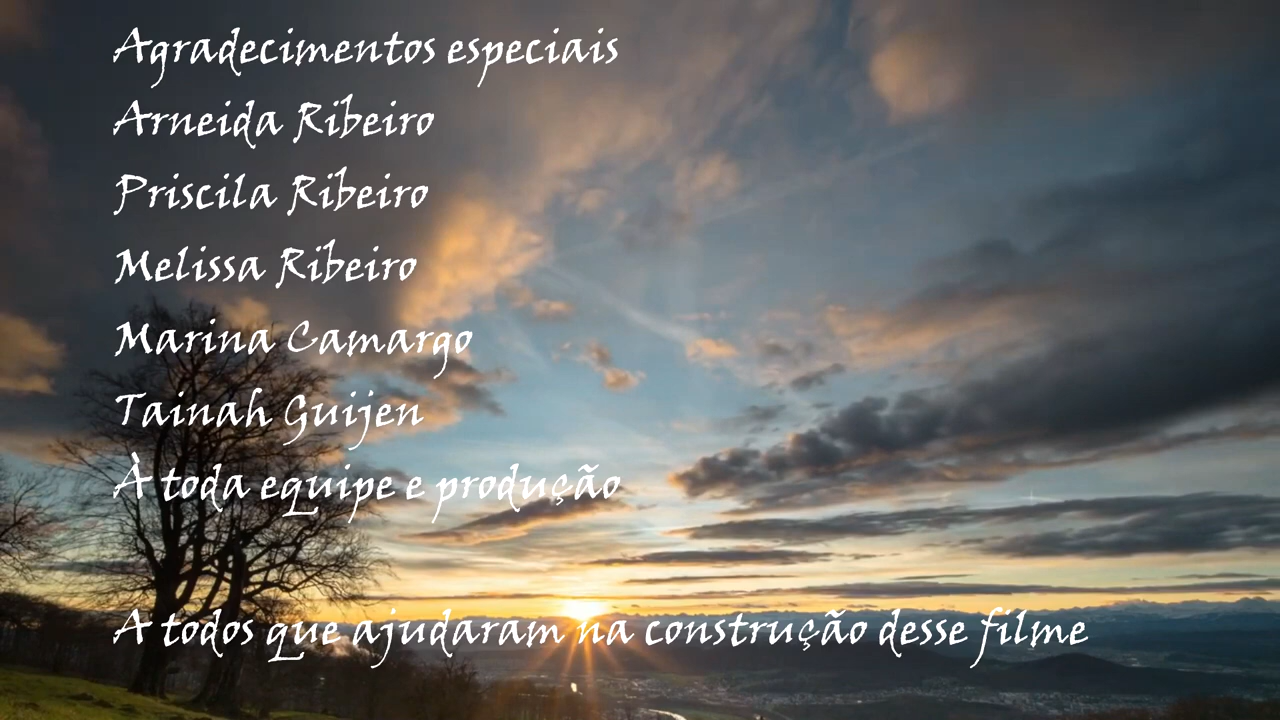 Agradecimentos especiais
Arneida Ribeiro
Priscila Ribeiro
Melissa Ribeiro
Marina Camargo
Tainah Guijen
À toda equipe e produção
A todos que ajudaram na construção desse filme